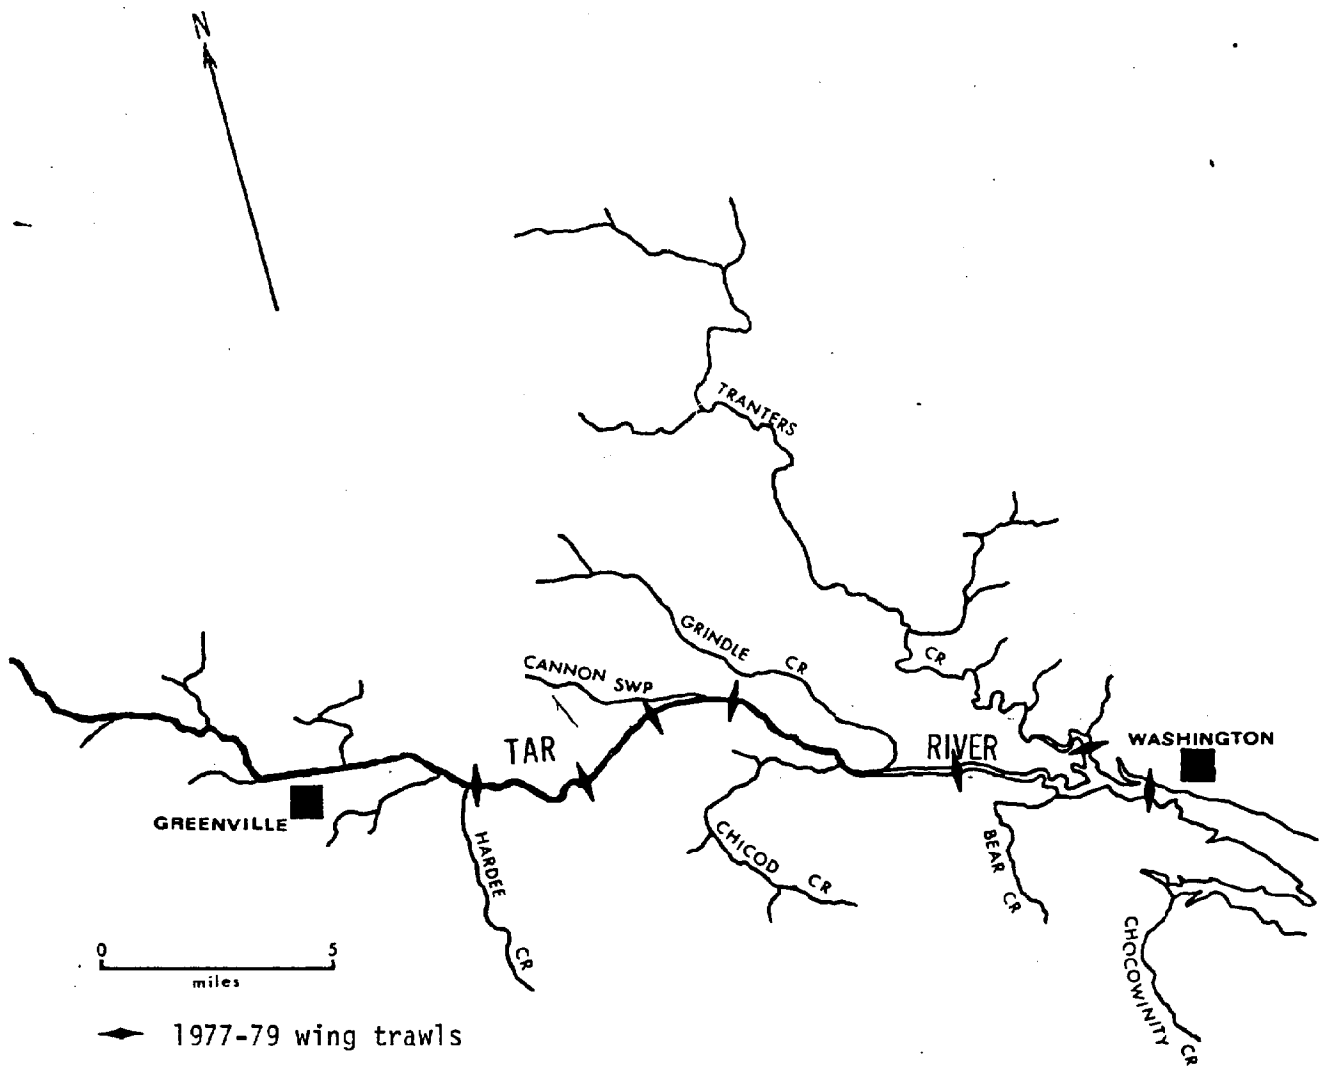 N
TRANTERS
CR
GRINDLE CR
CANNON SWP
TAR
RIVER
WASHINGTON
GREENVILLE
HARDEE CR
CHICOD CR
BEAR CR
CHOCOWINITY CR
0 5
miles
1977-79 wing trawls